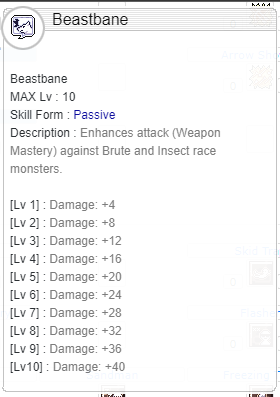 Beastbane
Beastbane
MAX Lv : 10
Skill Form : Passive
Description : Enhances attack (Weapon
Mastery) against Brute and Insect race
monsters.
[Lv 1] : Damage: +4
[Lv 2] : Damage: +8
[Lv 3] : Damage: +12
[Lv 4] : Damage: +16
[Lv 5] : Damage: +20
[Lv 6] : Damage: +24
[Lv 7] : Damage: +28
[Lv 8] : Damage: +32
[Lv 9] : Damage: +36
[Lv10] : Damage: +40